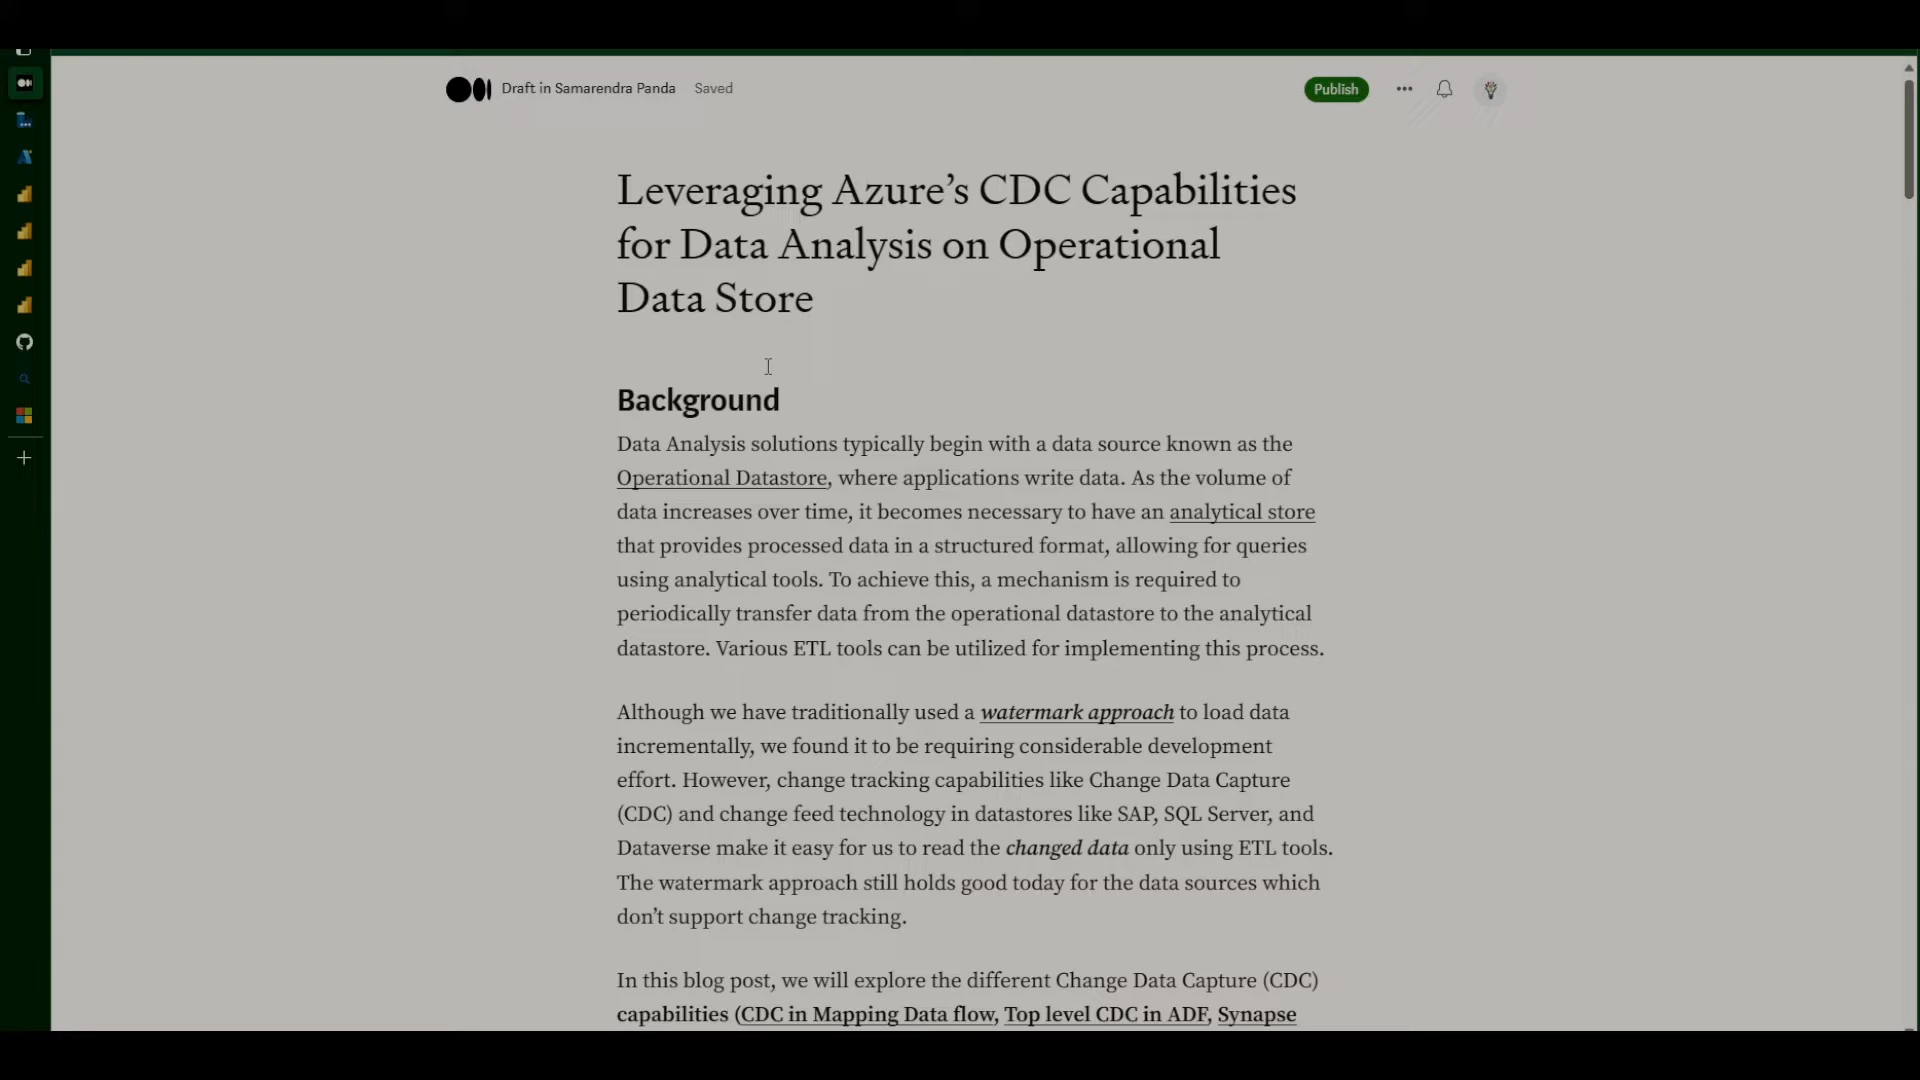 Draft in Samarendra Panda Saved
Publish
Leveraging Azure’s CDC Capabilities
for Data Analysis on Operational
Data Store
Background
Data Analysis solutions typically begin with a data source known as the
Operational Datastore, where applications write data. As the volume of
data increases over time, it becomes necessary to have an analytical store
that provides processed data in a structured format, allowing for queries
using analytical tools. To achieve this, a mechanism is required to
periodically transfer data from the operational datastore to the analytical
datastore. Various ETL tools can be utilized for implementing this process.
Although we have traditionally used a watermark approach to load data
incrementally, we found it to be requiring considerable development
effort. However, change tracking capabilities like Change Data Capture
(CDC) and change feed technology in datastores like SAP, SQL Server, and
Dataverse make it easy for us to read the changed data only using ETL tools.
The watermark approach still holds good today for the data sources which
don’t support change tracking.
In this blog post, we will explore the different Change Data Capture (CDC)
capabilities (CDC in Mapping Data flow, Top level CDC in ADF, Synapse